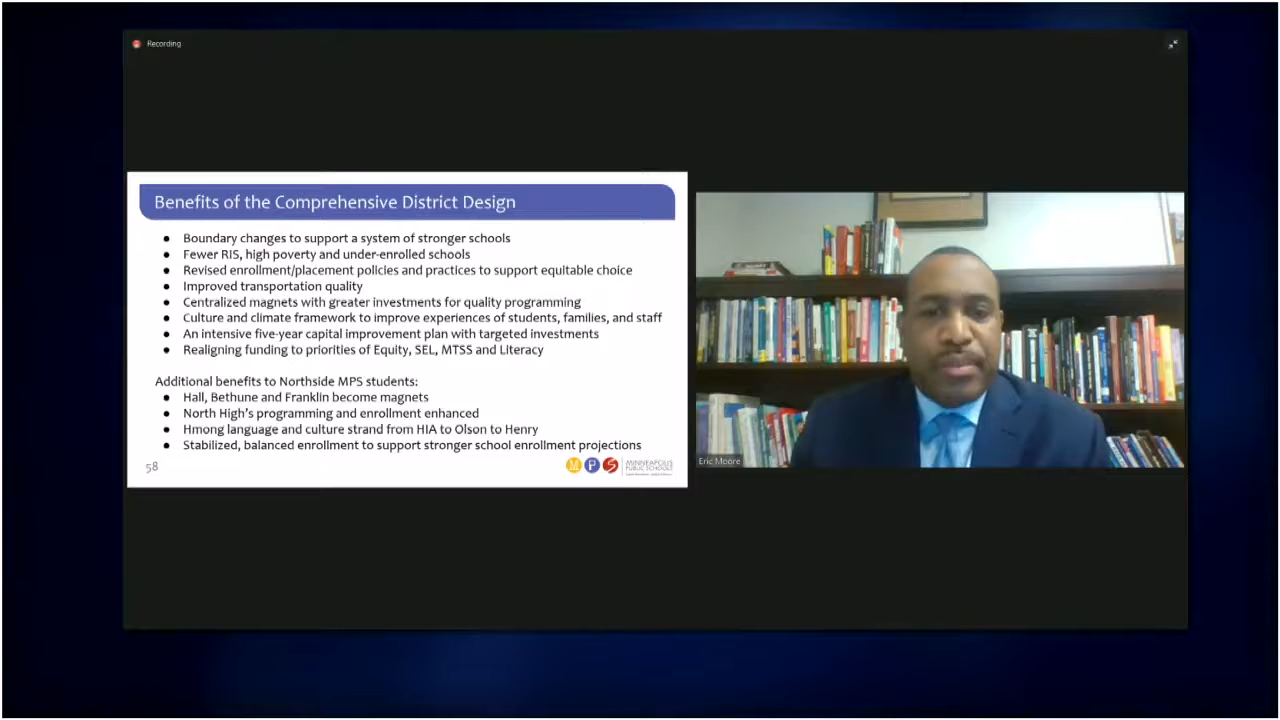 Recording
Benefits of the Comprehensive District Design
● Boundary changes to support a system of stronger schools
● Fewer RIS, high poverty and under-enrolled schools
● Revised enrollment/placement policies and practices to support equitable choice
● Improved transportation quality
● Centralized magnets with greater investments for quality programming
● Culture and climate framework to improve experiences of students, families, and staff
● An intensive five-year capital improvement plan with targeted investments
● Realigning funding to priorities of Equity, SEL, MTSS and Literacy
Additional benefits to Northside MPS students:
● Hall, Bethune and Franklin become magnets
● North High's programming and enrollment enhanced
● Hmong language and culture strand from HIA to Olson to Henry
● Stabilized, balanced enrollment to support stronger school enrollment projections
58
M P S
MINNEAPOLIS
PUBLIC SCHOOLS
Eric Moore